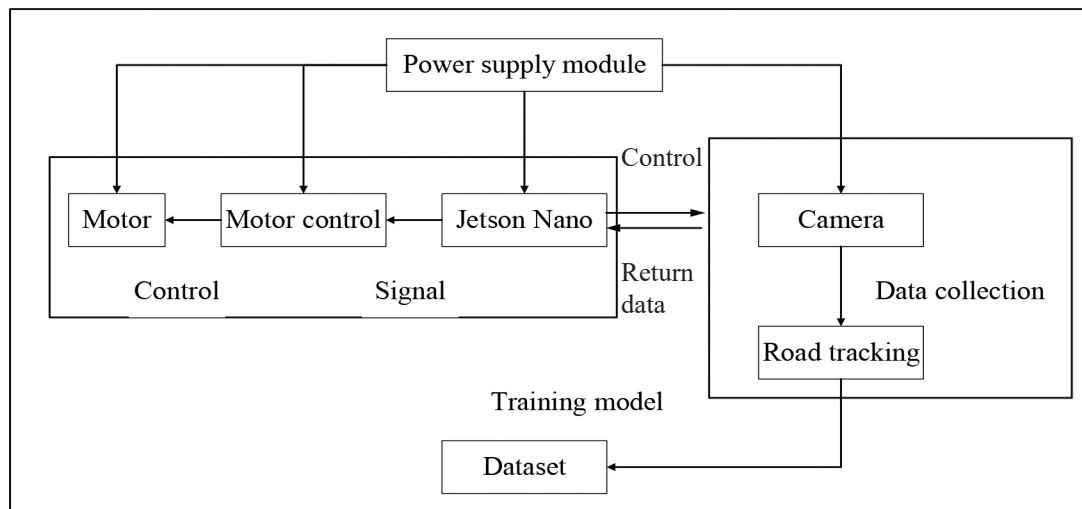 Power supply module
Control
Motor
Motor control
Jetson Nano
Camera
Return
data
Control
Signal
Data collection
Road tracking
Training model
Dataset